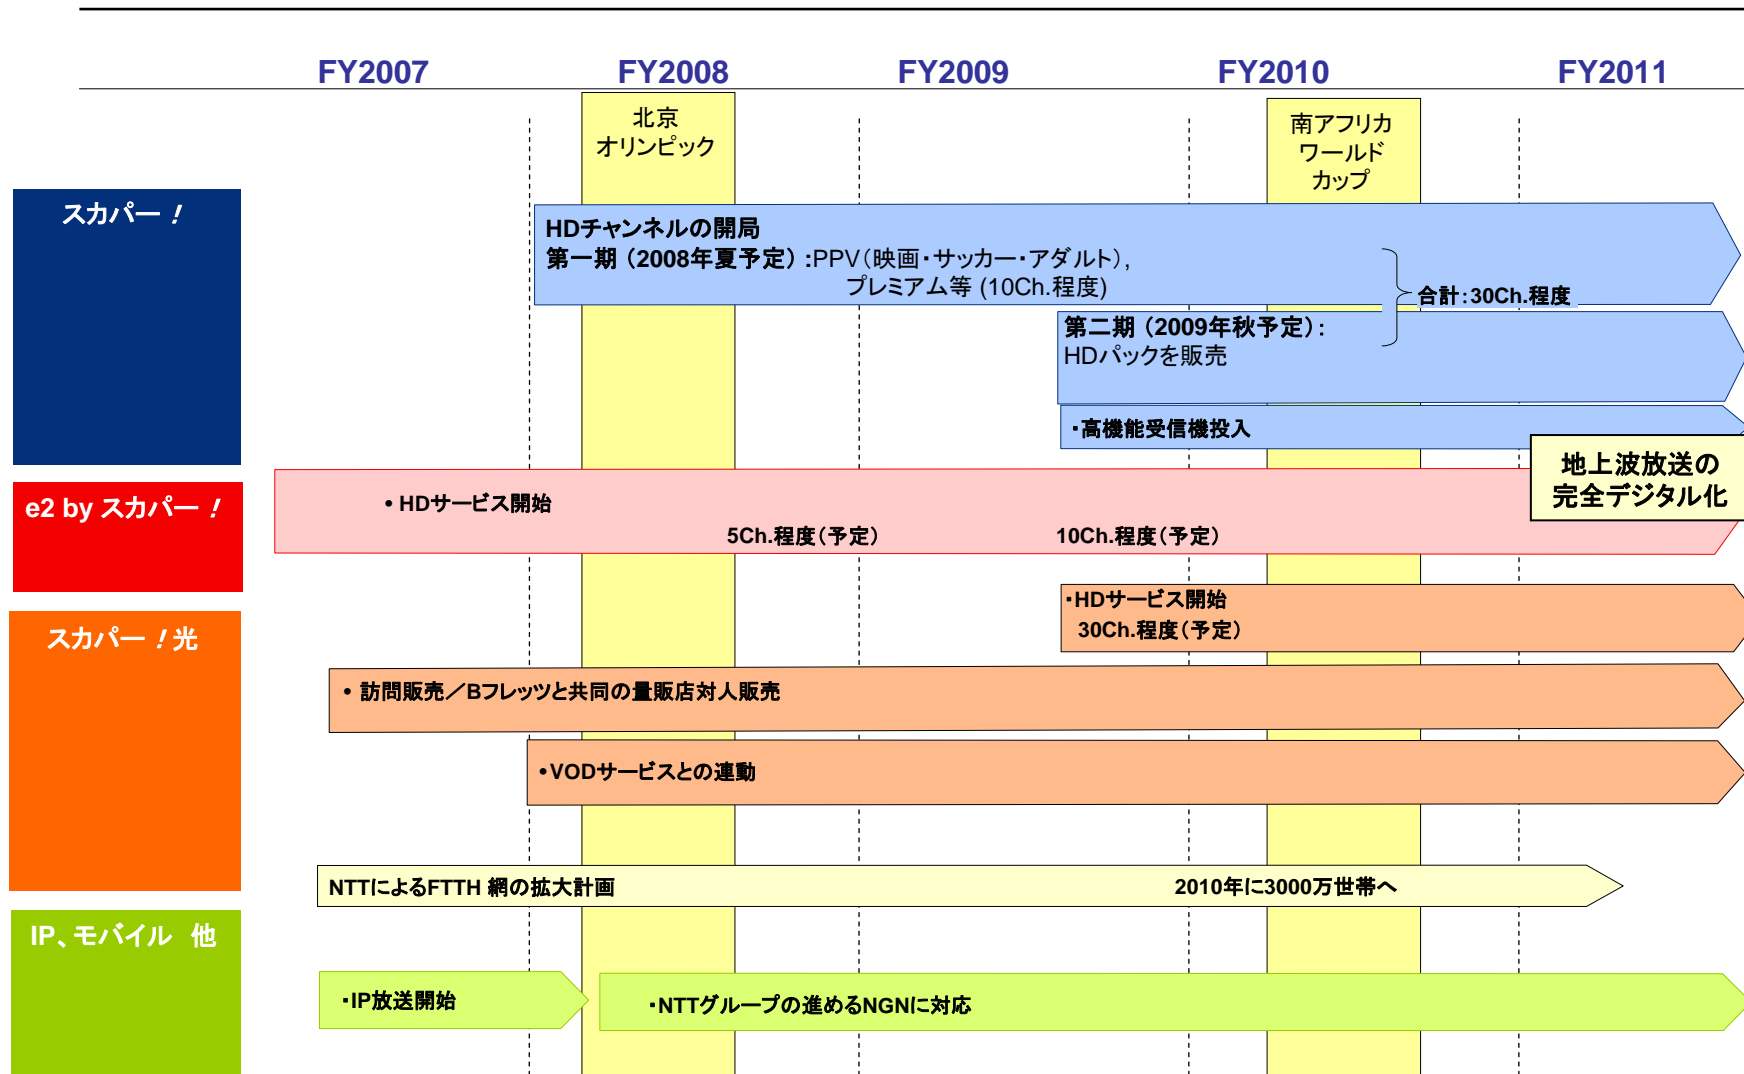 FY2007 FY2008 FY2009 FY2010 FY2011
北京
オリンピック
南アフリカ
ワールド
カップ
スカパー！
HDチャンネルの開局
第一期（2008年夏予定）:PPV（映画・サッカー・アダルト）,
プレミアム等 (10Ch.程度)
合計：30Ch.程度
第二期（2009年秋予定）:
HDパックを販売
・高機能受信機投入
地上波放送の
完全デジタル化
e2 by スカパー！
• HDサービス開始
5Ch.程度（予定） 10Ch.程度（予定）
スカパー！光
・HDサービス開始
30Ch.程度（予定）
• 訪問販売／Bフレッツと共同の量販店対人販売
•VODサービスとの連動
NTTによるFTTH 網の拡大計画 2010年に3000万世帯へ
IP、モバイル 他
・IP放送開始
・NTTグループの進めるNGNに対応